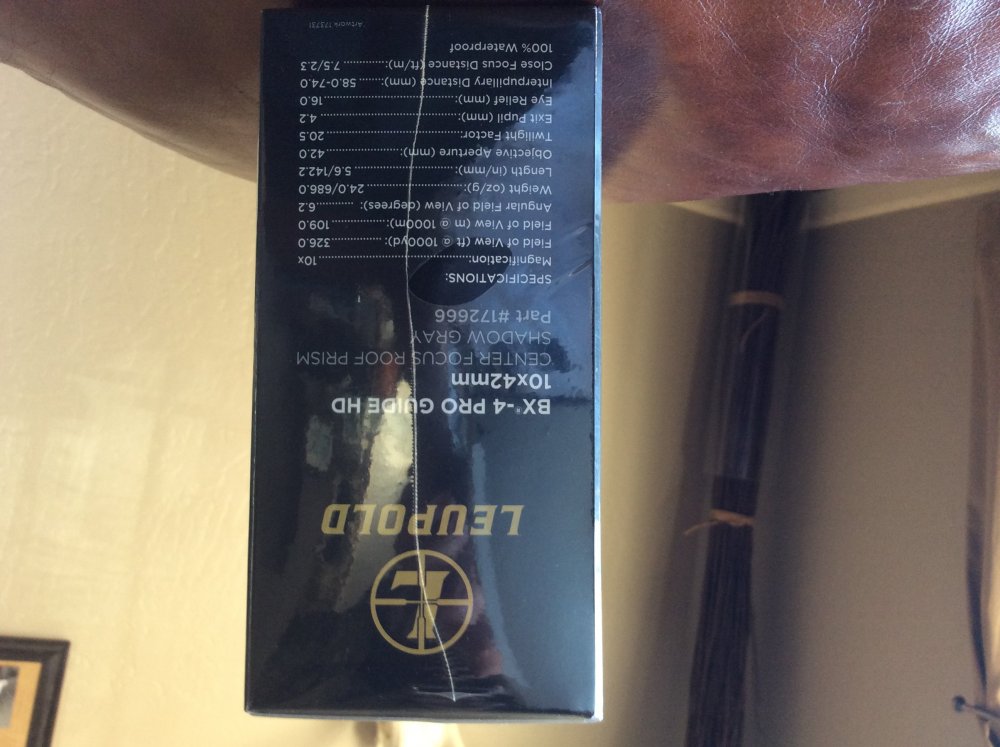 LEUPOLD
BX®-4 PRO GUIDE HD
10x42mm
CENTER FOCUS ROOF PRISM
SHADOW GRAY
Part #172666
SPECIFICATIONS:
Magnification:..........10x
Field of View (ft @ 1000yd):..........326.0
Field of View (m @ 1000m):..........109.0
Angular Field of View (degrees):..........6.2
Weight (oz/g):..........24.0/686.0
Length (in/mm):..........5.6/142.2
Objective Aperture (mm):..........42.0
Twilight Factor:..........20.5
Exit Pupil (mm):..........4.2
Eye Relief (mm):..........16.0
Interpupillary Distance (mm):..........58.0-74.0
Close Focus Distance (ft/m):..........7.5/2.3
100% Waterproof
Artwork 173731